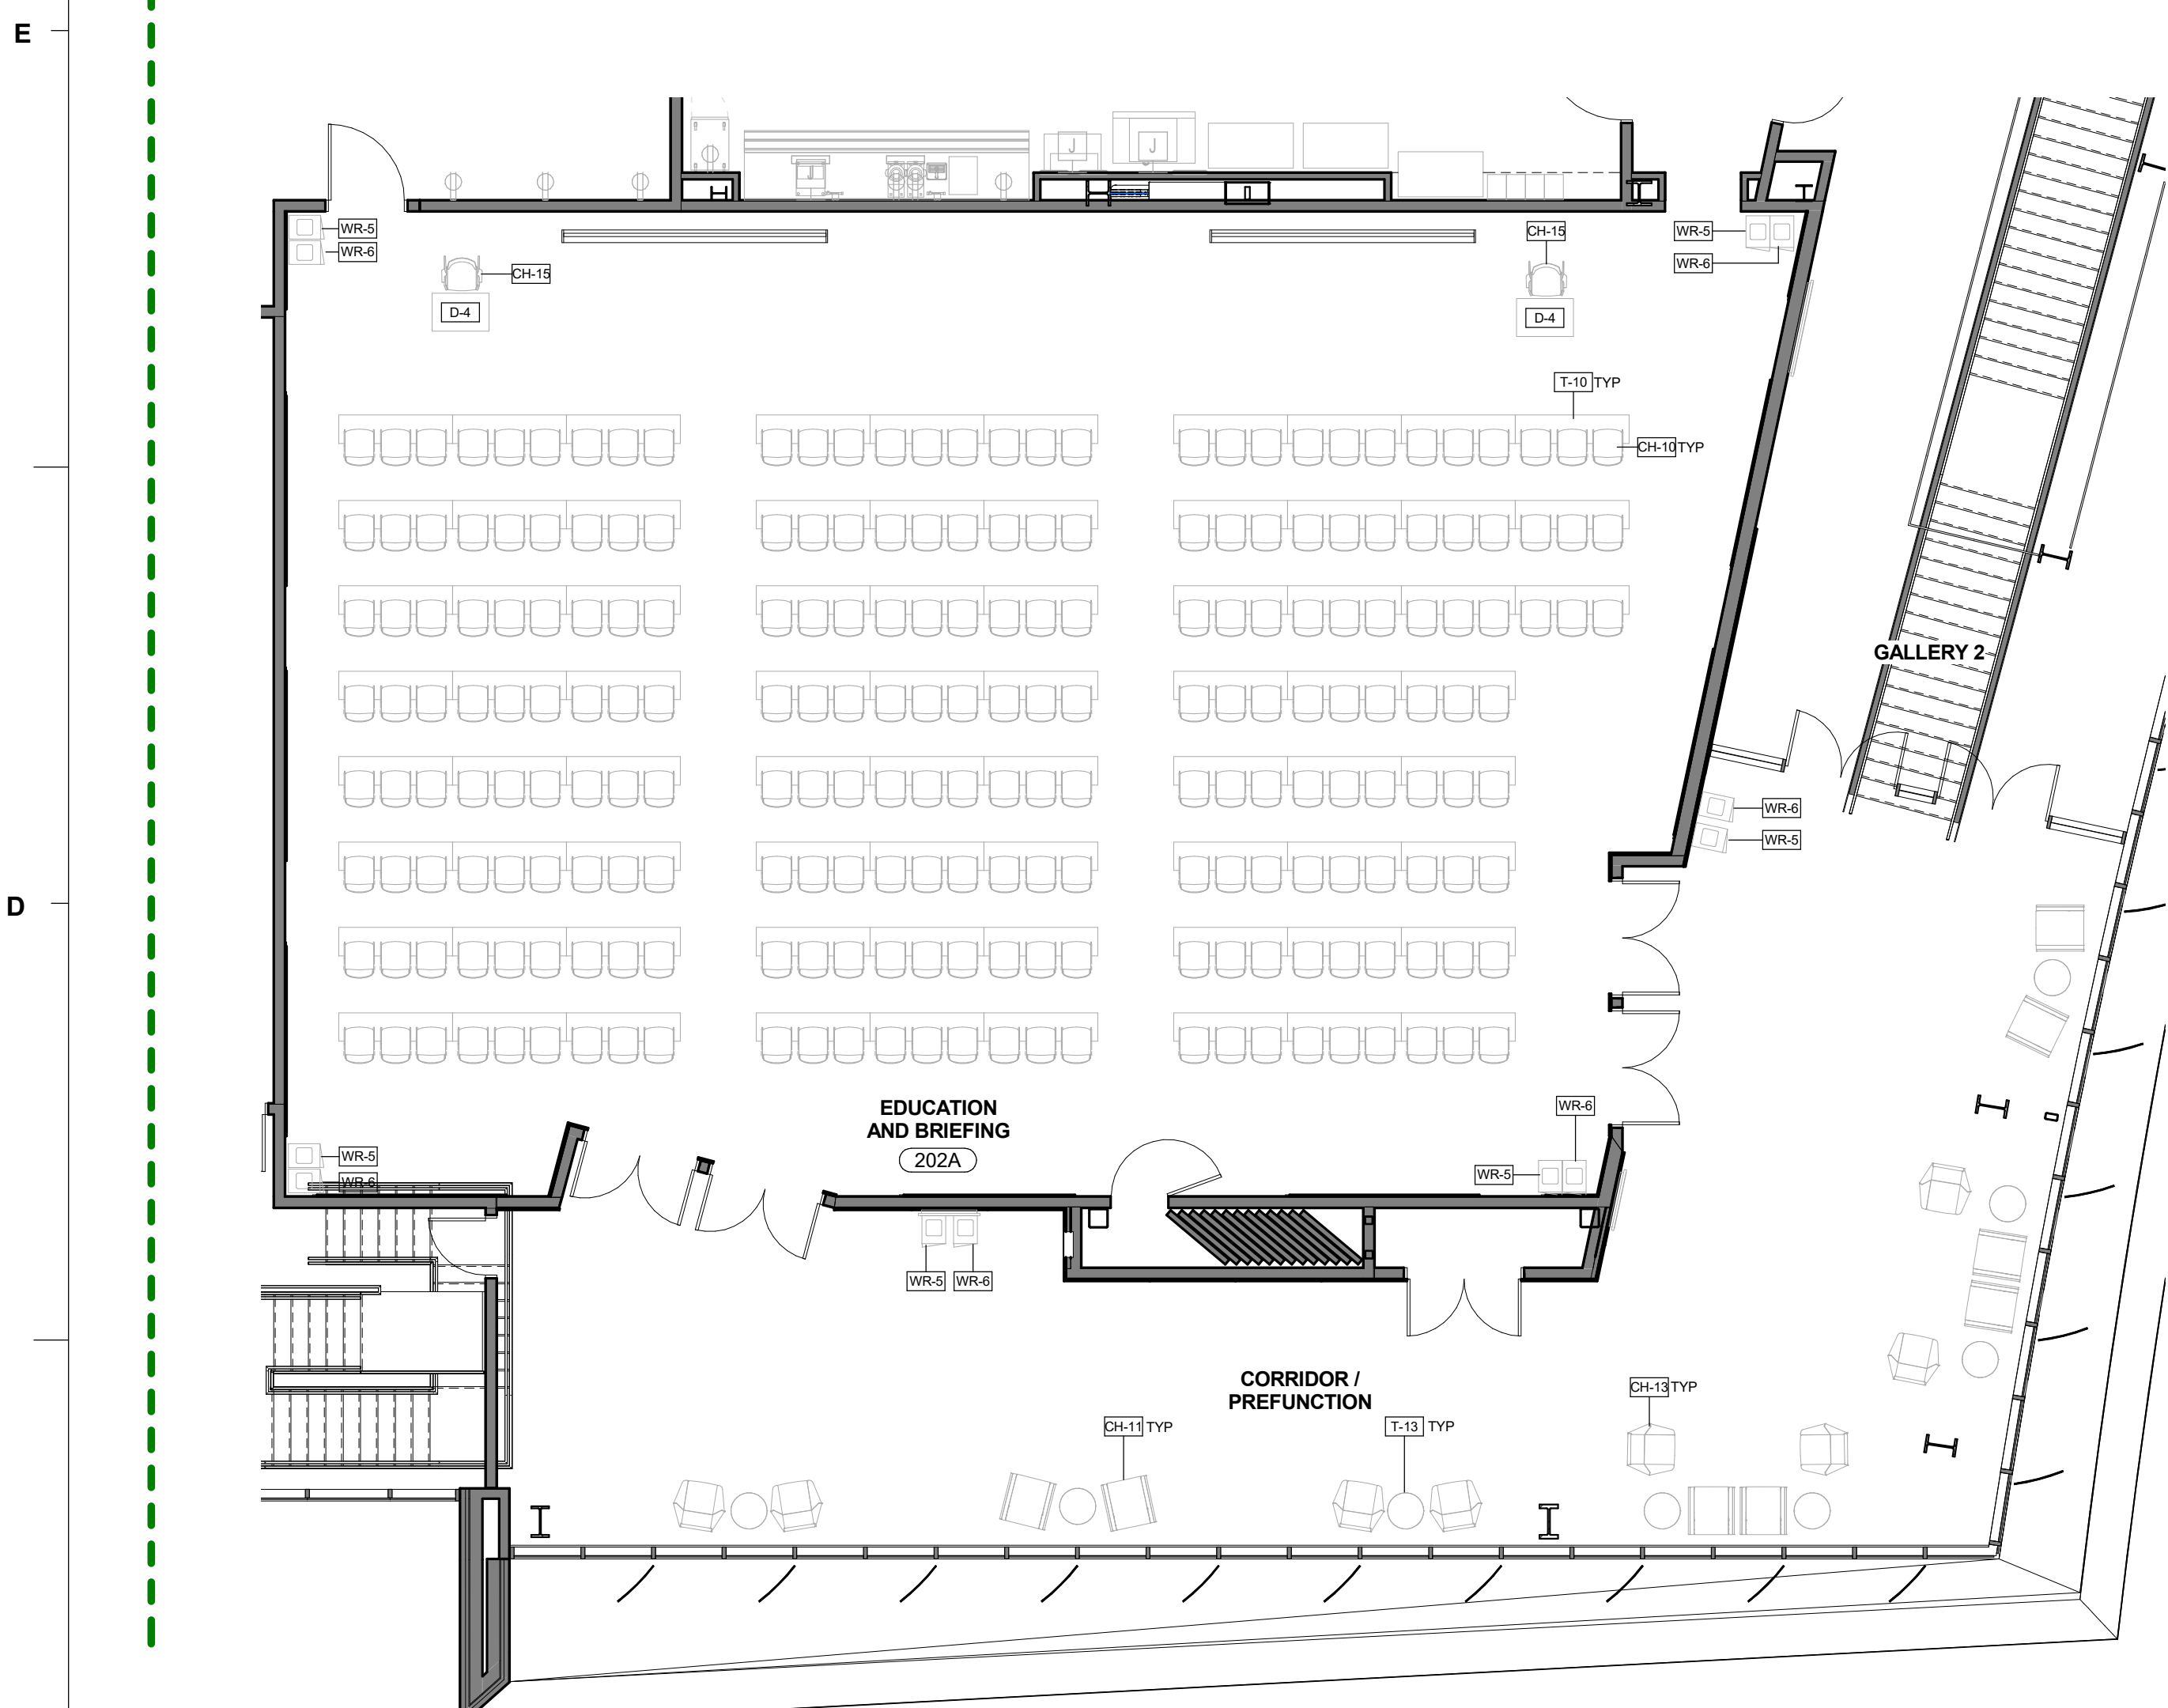 E
J
J
J
WR-5
WR-6
CH-15
D-4
CH-15
D-4
WR-5
WR-6
T-10 TYP
CH-10 TYP
GALLERY 2
WR-6
WR-5
D
EDUCATION
AND BRIEFING
202A
WR-5
WR-6
WR-6
WR-5
WR-5
WR-6
CORRIDOR /
PREFUNCTION
CH-13 TYP
CH-11 TYP
T-13 TYP